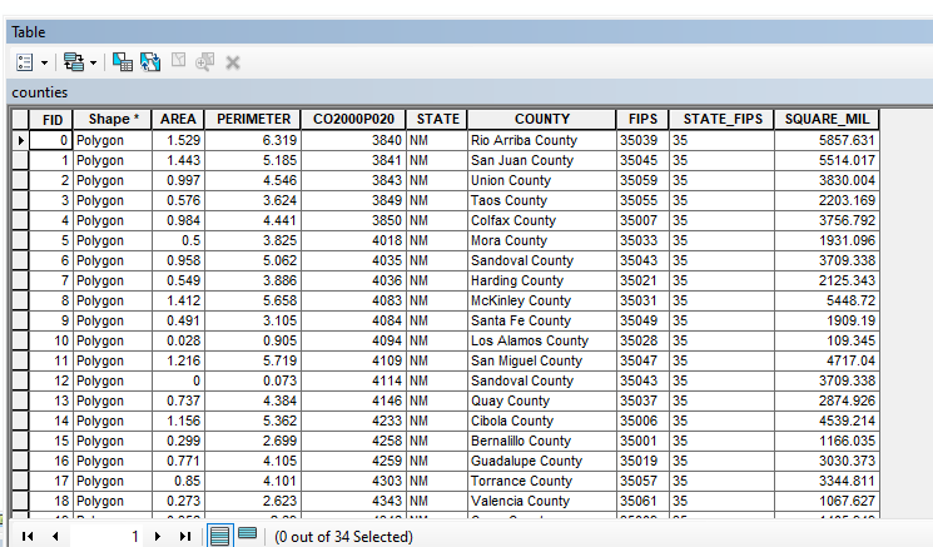 Table
counties
FID Shape * AREA PERIMETER CO2000P020 STATE COUNTY FIPS STATE_FIPS SQUARE_MIL
0 Polygon 1.529 6.319 3840 NM Rio Arriba County 35039 35 5857.631
1 Polygon 1.443 5.185 3841 NM San Juan County 35045 35 5514.017
2 Polygon 0.997 4.546 3843 NM Union County 35059 35 3830.004
3 Polygon 0.576 3.624 3849 NM Taos County 35055 35 2203.169
4 Polygon 0.984 4.441 3850 NM Colfax County 35007 35 3756.792
5 Polygon 0.5 3.825 4018 NM Mora County 35033 35 1931.096
6 Polygon 0.958 5.062 4035 NM Sandoval County 35043 35 3709.338
7 Polygon 0.549 3.886 4036 NM Harding County 35021 35 2125.343
8 Polygon 1.412 5.658 4083 NM McKinley County 35031 35 5448.72
9 Polygon 0.491 3.105 4084 NM Santa Fe County 35049 35 1909.19
10 Polygon 0.028 0.905 4094 NM Los Alamos County 35028 35 109.345
11 Polygon 1.216 5.719 4109 NM San Miguel County 35047 35 4717.04
12 Polygon 0 0.073 4114 NM Sandoval County 35043 35 3709.338
13 Polygon 0.737 4.384 4146 NM Quay County 35037 35 2874.926
14 Polygon 1.156 5.362 4233 NM Cibola County 35006 35 4539.214
15 Polygon 0.299 2.699 4258 NM Bernalillo County 35001 35 1166.035
16 Polygon 0.771 4.105 4259 NM Guadalupe County 35019 35 3030.373
17 Polygon 0.85 4.101 4303 NM Torrance County 35057 35 3344.811
18 Polygon 0.273 2.623 4343 NM Valencia County 35061 35 1067.627
1 (0 out of 34 Selected)